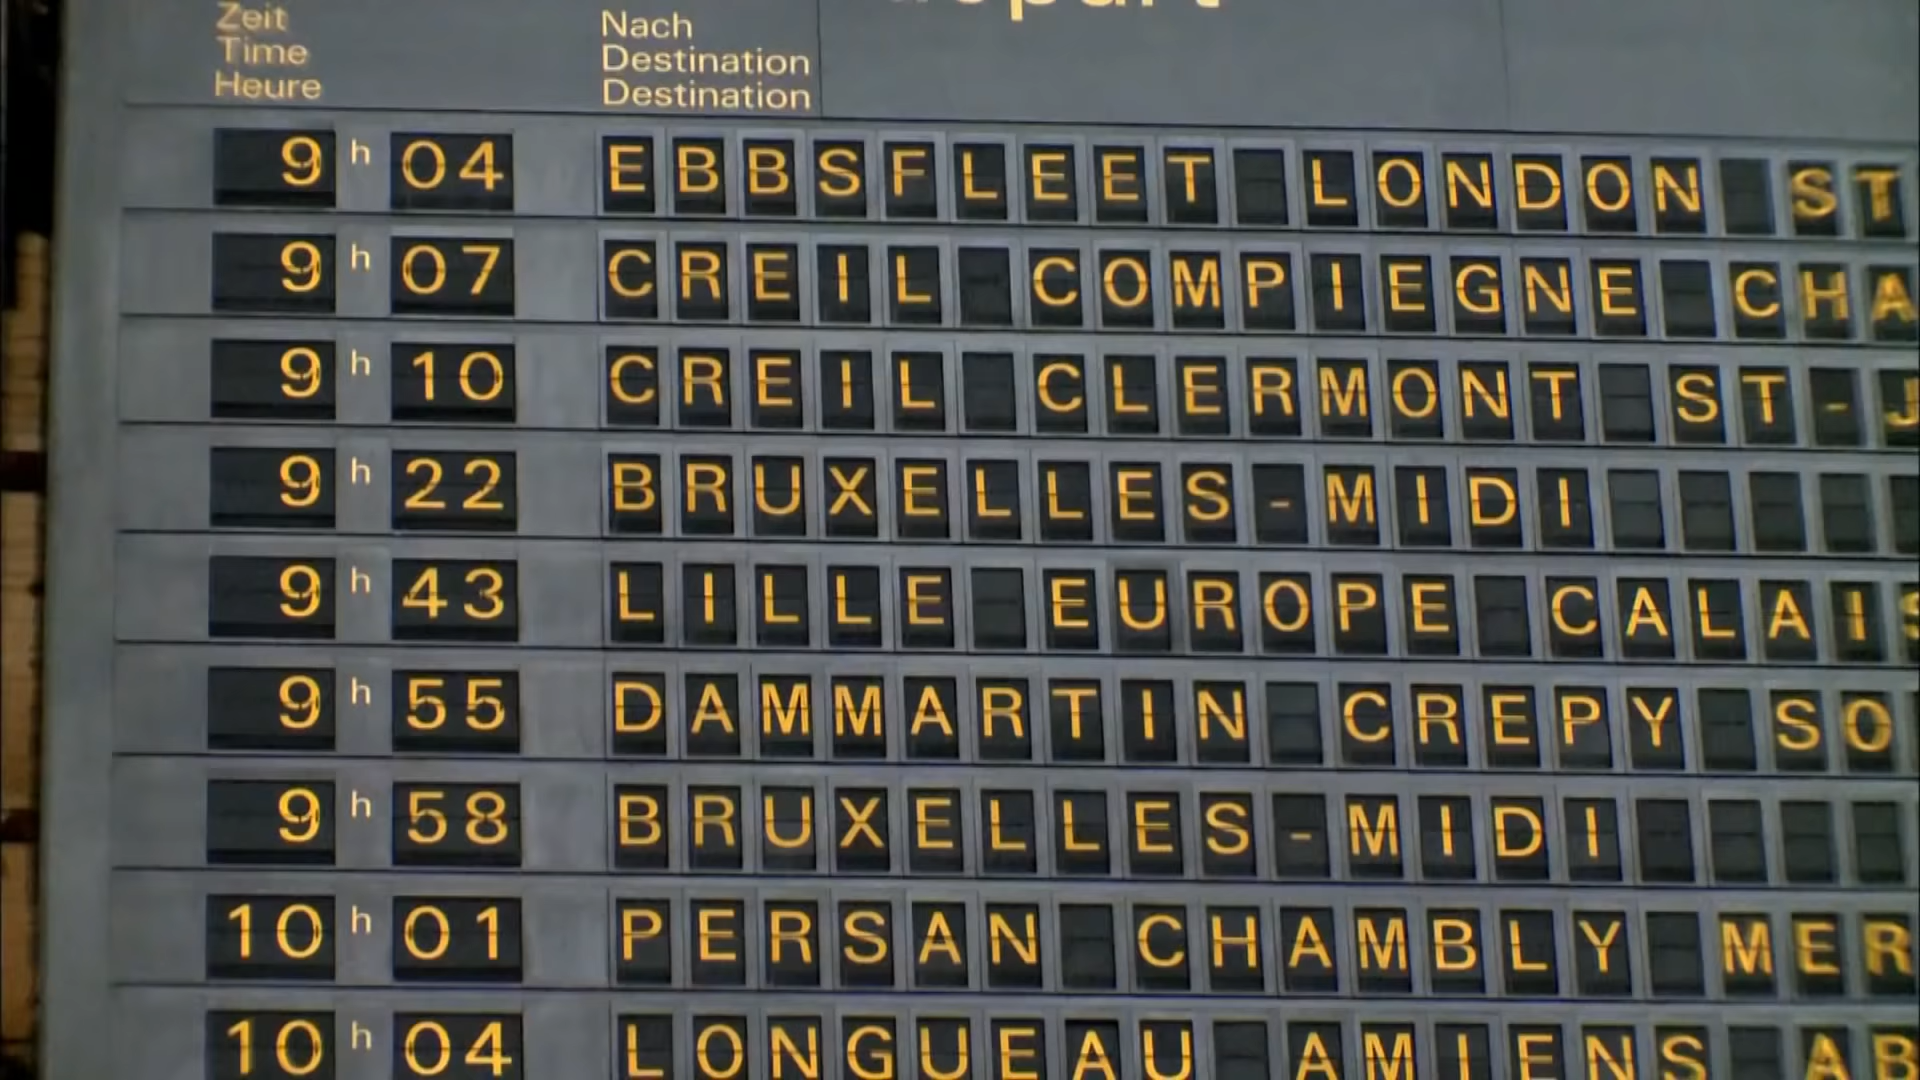 Zeit
Time
Heure
Nach
Destination
Destination
9 h 04 EBBSFLEET LONDON ST
9 h 07 CREIL COMPIEGNE CHA
9 h 10 CREIL CLERMONT ST-J
9 h 22 BRUXELLES-MIDI
9 h 43 LILLE EUROPE CALAIS
9 h 55 DAMMARTIN CREPY SO
9 h 58 BRUXELLES-MIDI
10 h 01 PERSAN CHAMBLY MER
10 h 04 LONGUEAU AMIENS AB